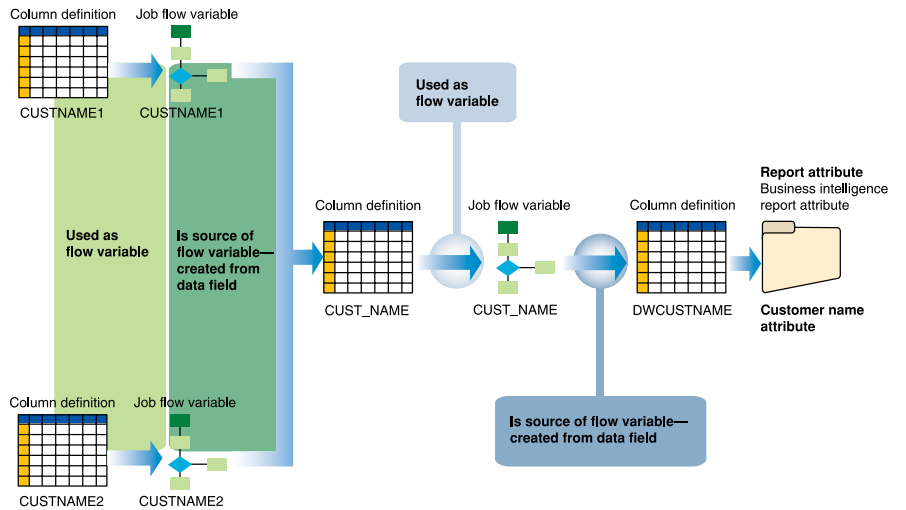 Column definition
Job flow variable
CUSTNAME1
CUSTNAME1
Used as
flow variable
Is source of
flow variable—
created from
data field
Column definition
Job flow variable
CUSTNAME2
CUSTNAME2
Column definition
CUST_NAME
Used as
flow variable
Job flow variable
CUST_NAME
Is source of flow variable—
created from data field
Column definition
DWCUSTNAME
Report attribute
Business intelligence
report attribute
Customer name
attribute